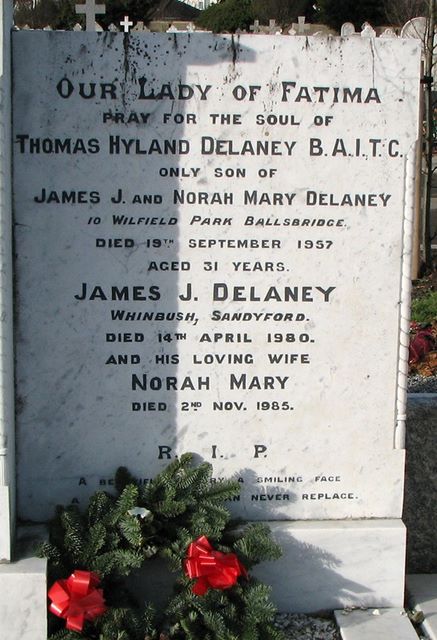 OUR LADY OF FATIMA
PRAY FOR THE SOUL OF
THOMAS HYLAND DELANEY B.A.I.T.C.
ONLY SON OF
JAMES J. AND NORAH MARY DELANEY
10 WILFIELD PARK BALLSBRIDGE.
DIED 19TH SEPTEMBER 1957
AGED 31 YEARS.
JAMES J. DELANEY
WHINBUSH, SANDYFORD.
DIED 14TH APRIL 1980.
AND HIS LOVING WIFE
NORAH MARY
DIED 2ND NOV. 1985.
R. I. P.
A A SMILING FACE
NEVER REPLACE.